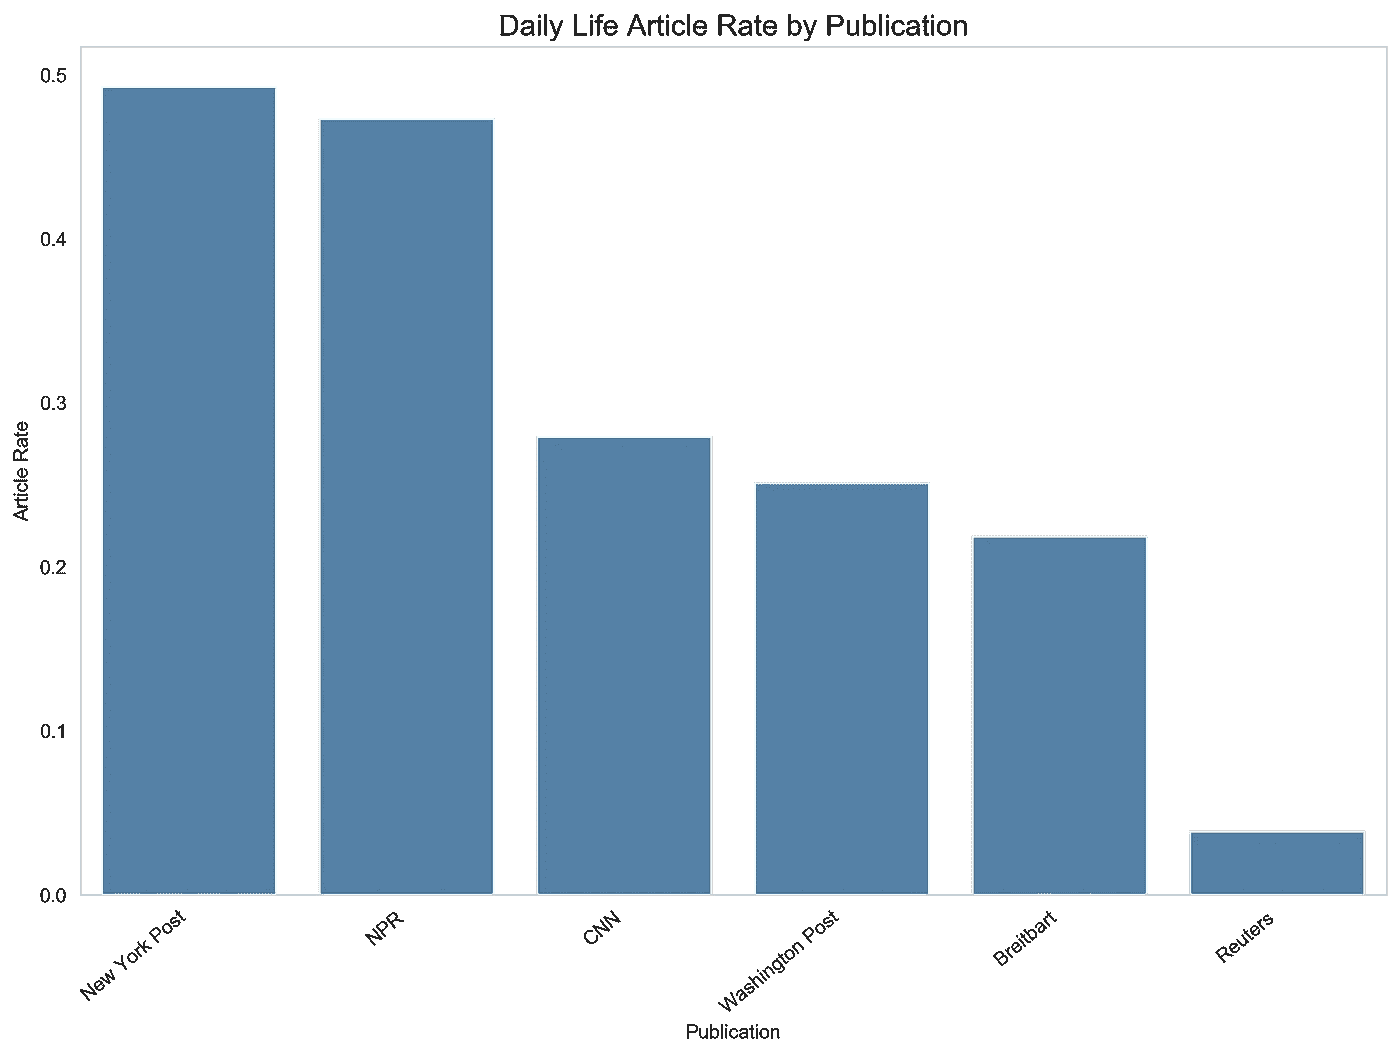 Daily Life Article Rate by Publication
0.5
0.4
0.3
0.2
0.1
0.0
Article Rate
New York Post
NPR
CNN
Washington Post
Breitbart
Reuters
Publication